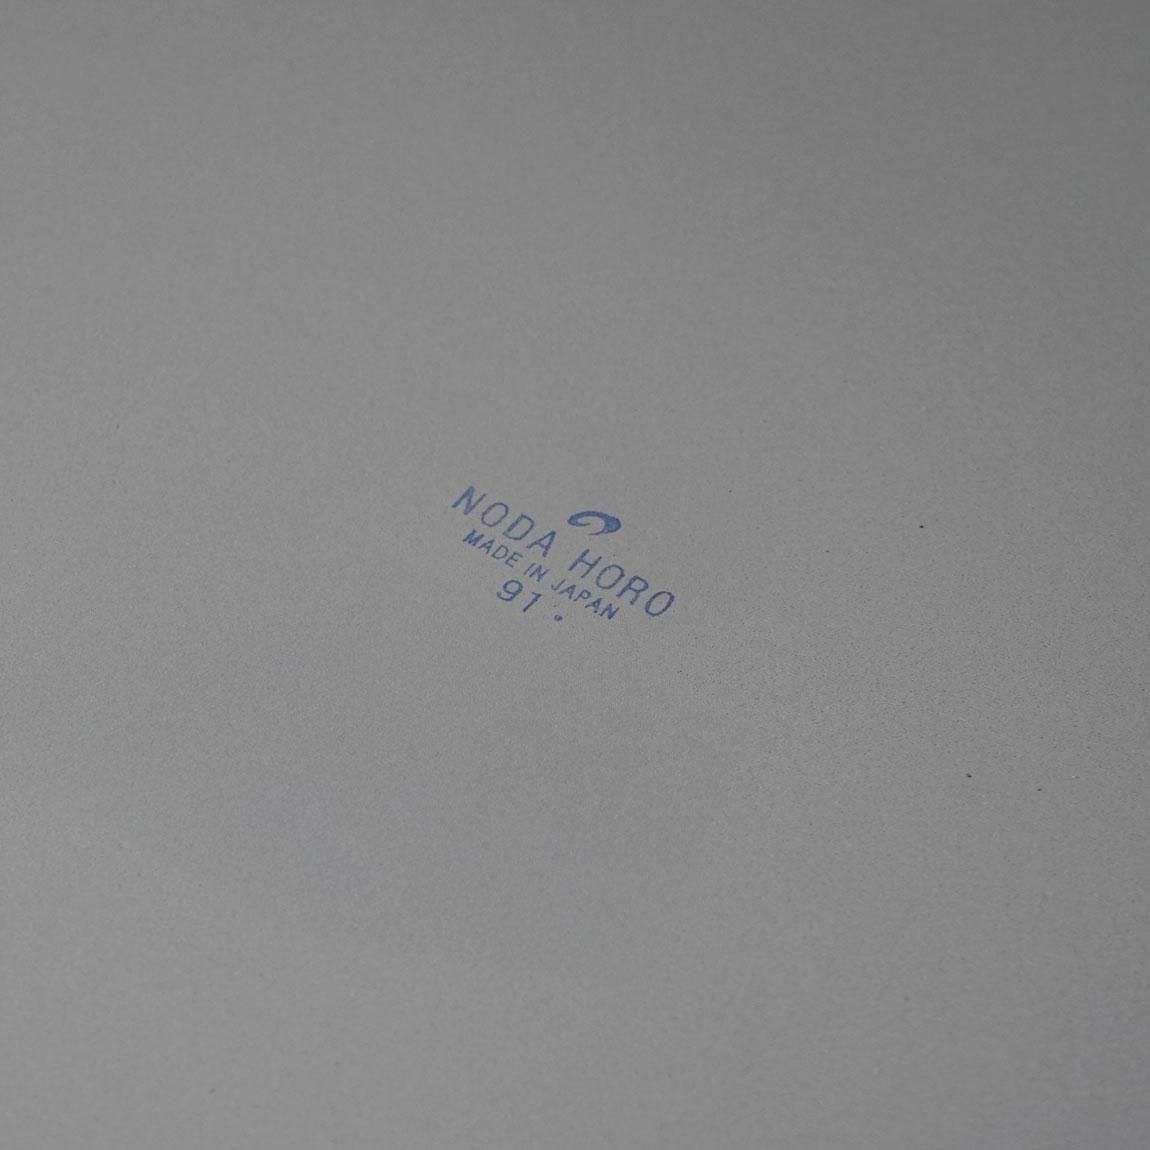 NODA HORO
MADE IN JAPAN
91 .